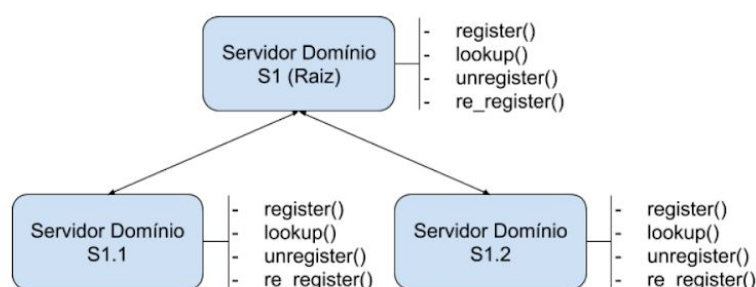 Servidor Domínio
S1 (Raiz)
- register()
- lookup()
- unregister()
- re_register()
Servidor Domínio
S1.1
- register()
- lookup()
- unregister()
- re_register()
Servidor Domínio
S1.2
- register()
- lookup()
- unregister()
- re_register()